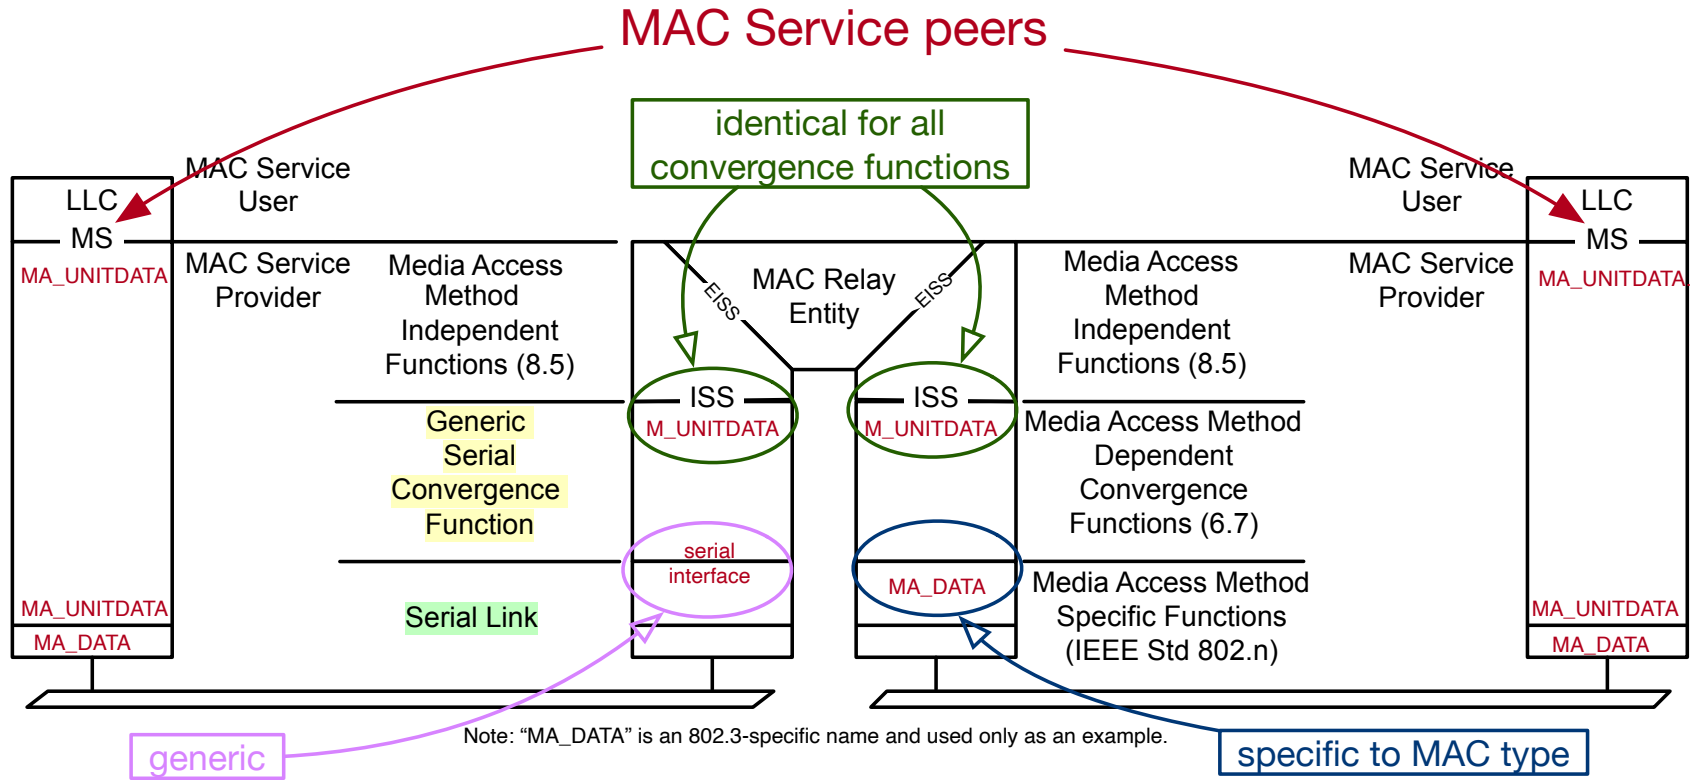 MAC Service peers
identical for all
convergence functions
MAC Service
User
LLC
MS
MA_UNITDATA
MAC Service
Provider
Media Access
Method
Independent
Functions (8.5)
EISS
MAC Relay
Entity
EISS
Media Access
Method
Independent
Functions (8.5)
MAC Service
User
LLC
MS
MA_UNITDATA
MAC Service
Provider
ISS
M_UNITDATA
ISS
M_UNITDATA
Generic
Serial
Convergence
Function
Media Access Method
Dependent
Convergence
Functions (6.7)
serial
interface
MA_DATA
Serial Link
Media Access Method
Specific Functions
(IEEE Std 802.n)
MA_UNITDATA
MA_DATA
MA_UNITDATA
MA_DATA
Note: “MA_DATA” is an 802.3-specific name and used only as an example.
generic
specific to MAC type